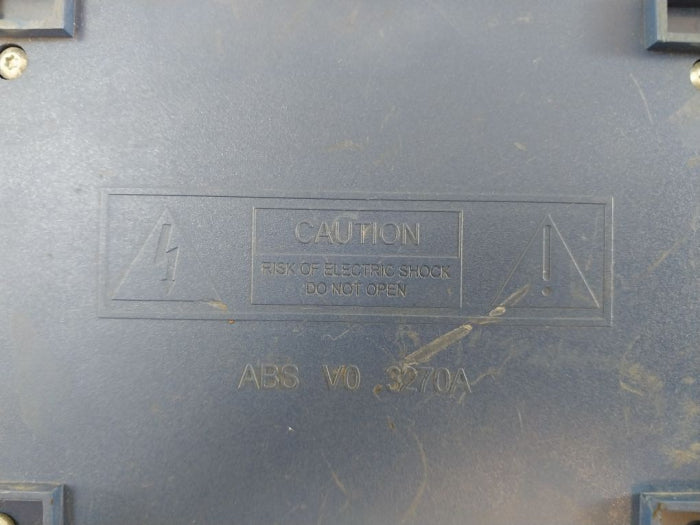 CAUTION
RISK OF ELECTRIC SHOCK
DO NOT OPEN
ABS V0 3270A